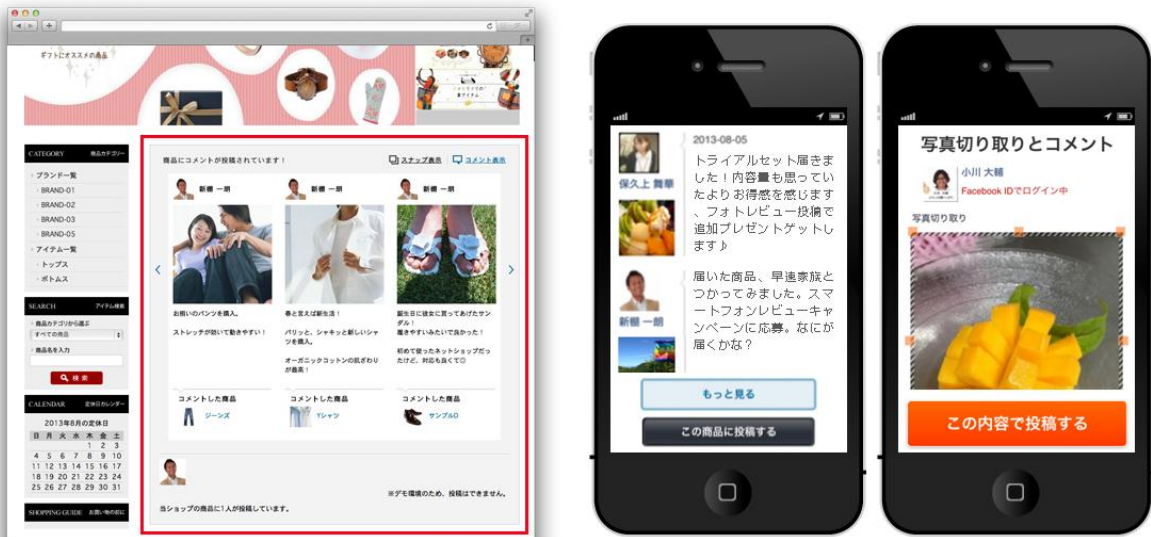 ギフトにオススメの商品
CATEGORY 商品カテゴリー
ブランド一覧
BRAND-01
BRAND-02
BRAND-03
BRAND-05
アイテム一覧
トップス
ボトムス
SEARCH アイテム検索
商品カテゴリから選ぶ
すべての商品
商品名を入力
検索
CALENDAR 定休日カレンダー
2013年8月の定休日
日 月 火 水 木 金 土
1 2 3
4 5 6 7 8 9 10
11 12 13 14 15 16 17
18 19 20 21 22 23 24
25 26 27 28 29 30 31
SHOPPING GUIDE お買い物の前に
商品にコメントが投稿されています！
スナップ表示 コメント表示
新棚 一朗
お揃いのパンツを購入。
ストレッチが効いて動きやすい！
コメントした商品
ジーンズ
新棚 一朗
春と言えば新生活！
パリッと、シャキッと新しいシャ
ツを購入。
オーガニックコットンの肌ざわり
が最高！
コメントした商品
Yシャツ
新棚 一朗
誕生日に彼女に買ってあげたサン
ダル！
履きやすいみたいで良かった！
初めて使ったネットショップだっ
たけど、対応も良くて◎
コメントした商品
サンプルD
※デモ環境のため、投稿はできません。
当ショップの商品に1人が投稿しています。
2013-08-05
保久上 舞華
トライアルセット届きま
した！内容量も思ってい
たよりお得感を感じます
、フォトレビュー投稿で
追加プレゼントゲットし
ます♪
新棚 一朗
届いた商品、早速家族と
つかってみました。スマ
ートフォンレビューキャ
ンペーンに応募。なにが
届くかな？
もっと見る
この商品に投稿する
写真切り取りとコメント
小川 大輔
Facebook IDでログイン中
写真切り取り
この内容で投稿する